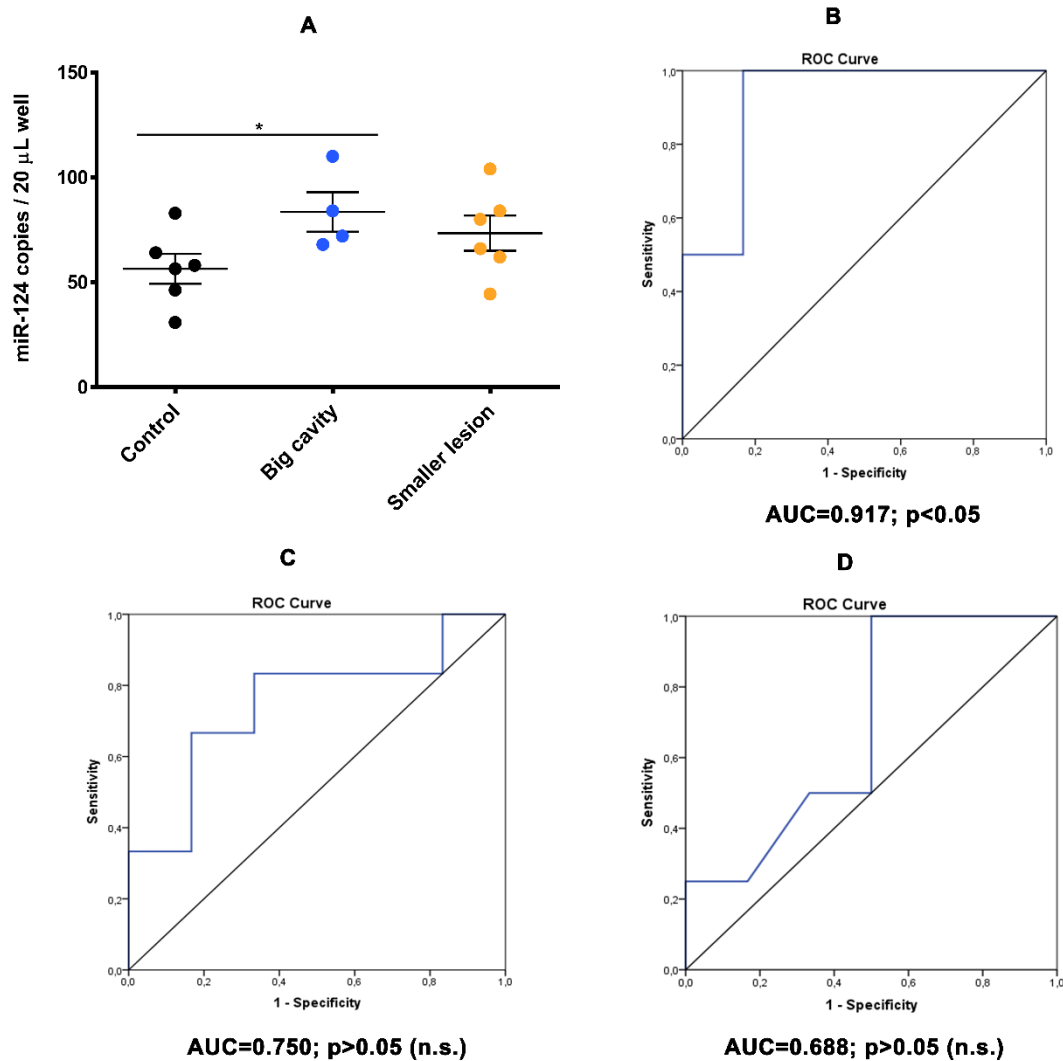 A
150
100
50
0
miR-124 copies / 20 μL well
*
Control
Big cavity
Smaller lesion
B
ROC Curve
1,0
0,8
0,6
0,4
0,2
0,0
Sensitivity
0,0 0,2 0,4 0,6 0,8 1,0
1 - Specificity
AUC=0.917; p<0.05
C
ROC Curve
1,0
0,8
0,6
0,4
0,2
0,0
Sensitivity
0,0 0,2 0,4 0,6 0,8 1,0
1 - Specificity
AUC=0.750; p>0.05 (n.s.)
D
ROC Curve
1,0
0,8
0,6
0,4
0,2
0,0
Sensitivity
0,0 0,2 0,4 0,6 0,8 1,0
1 - Specificity
AUC=0.688; p>0.05 (n.s.)